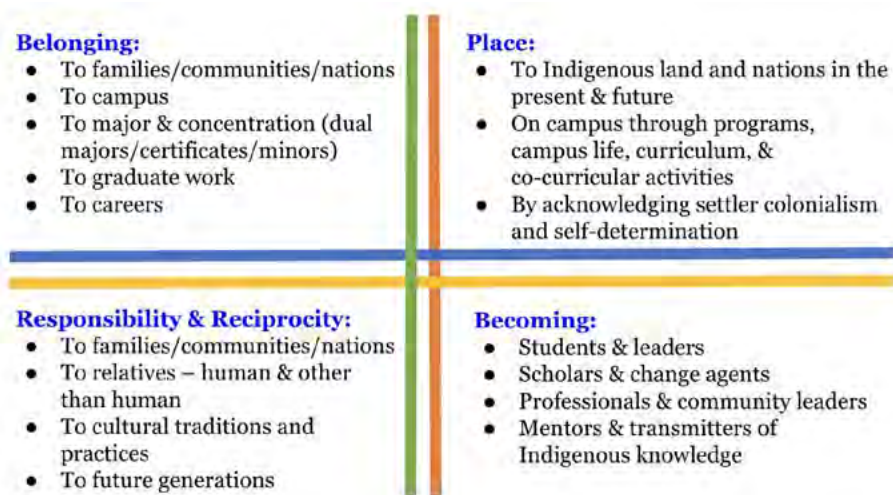 Belonging:
● To families/communities/nations
● To campus
● To major & concentration (dual
majors/certificates/minors)
● To graduate work
● To careers
Place:
● To Indigenous land and nations in the
present & future
● On campus through programs,
campus life, curriculum, &
co-curricular activities
● By acknowledging settler colonialism
and self-determination
Responsibility & Reciprocity:
● To families/communities/nations
● To relatives – human & other
than human
● To cultural traditions and
practices
● To future generations
Becoming:
● Students & leaders
● Scholars & change agents
● Professionals & community leaders
● Mentors & transmitters of
Indigenous knowledge